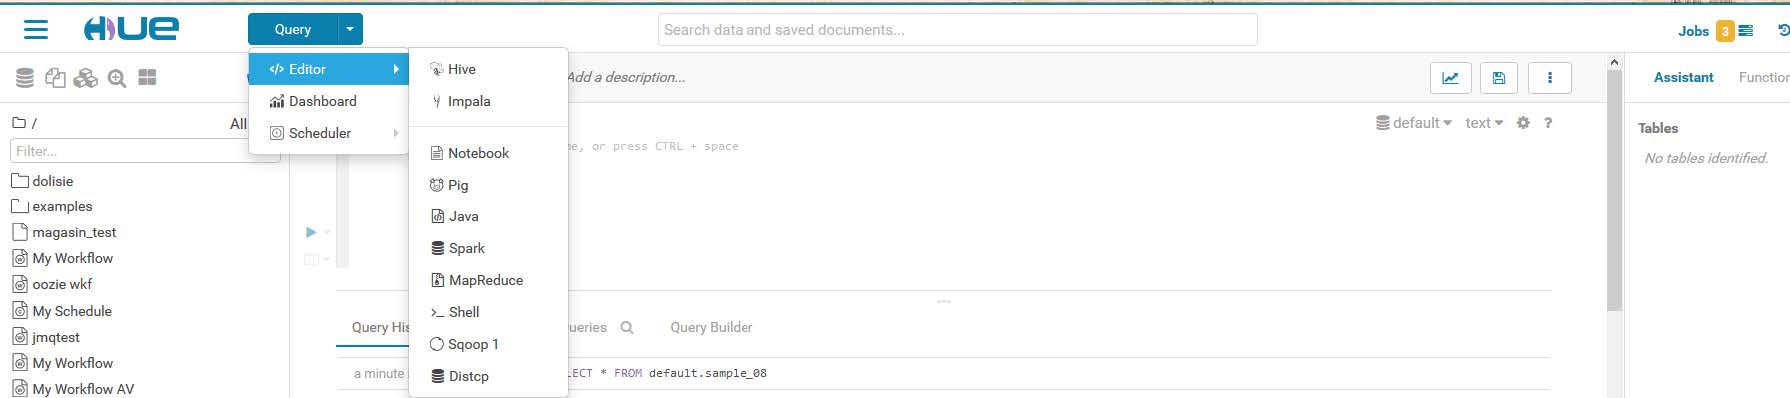 HUE
Query
Search data and saved documents...
Jobs 3
Editor
Dashboard
Scheduler
Hive
Impala
Notebook
Pig
Java
Spark
MapReduce
Shell
Sqoop 1
Distcp
Add a description...
Assistant
/
All
Filter...
dolisie
examples
magasin_test
My Workflow
oozie wkf
My Schedule
jmqtest
My Workflow
My Workflow AV
default text ?
, or press CTRL + space
Tables
No tables identified.
Query His
ueries
Query Builder
a minute
LECT * FROM default.sample_08